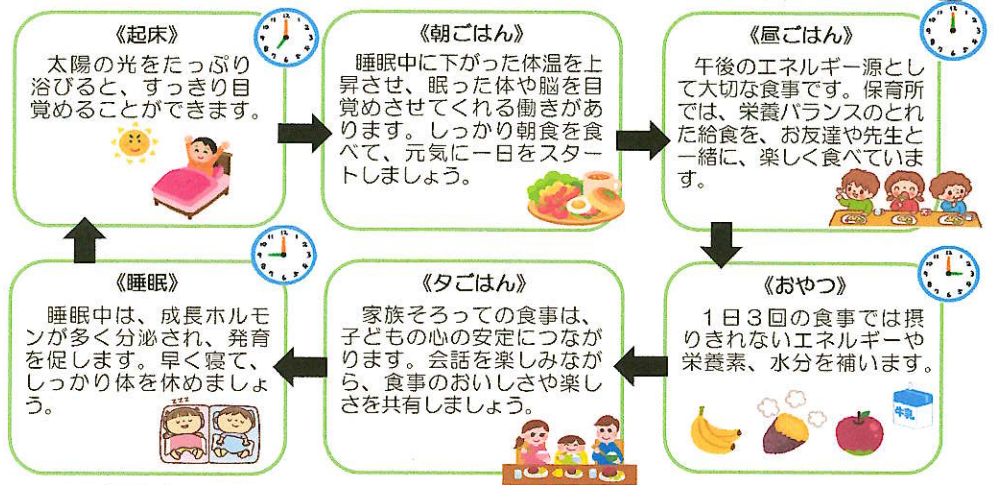 《起床》
太陽の光をたっぷり
浴びると、すっきり目
覚めることができます。
《朝ごはん》
睡眠中に下がった体温を上
昇させ、眠った体や脳を目
覚めさせてくれる働きがあ
ります。しっかり朝食を食
べて、元気に一日をスター
トしましょう。
《昼ごはん》
午後のエネルギー源とし
て大切な食事です。保育所
では、栄養バランスのとれ
た給食を、お友達や先生と
一緒に、楽しく食べていま
す。
《おやつ》
1日3回の食事では摂
りきれないエネルギーや
栄養素、水分を補います。
牛乳
《夕ごはん》
家族そろっての食事は、
子どもの心の安定につなが
ります。会話を楽しみなが
ら、食事のおいしさや楽し
さを共有しましょう。
《睡眠》
睡眠中は、成長ホルモ
ンが多く分泌され、発育
を促します。早く寝て、
しっかり体を休めましょ
う。
zzz